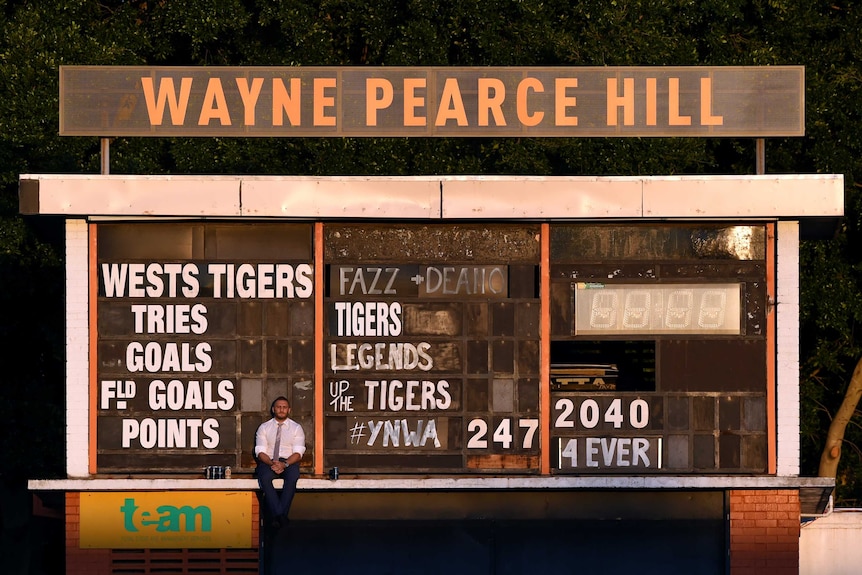 WAYNE PEARCE HILL
WESTS TIGERS
TRIES
GOALS
FLD GOALS
POINTS
FAZZ + DEANO
TIGERS
LEGENDS
UP THE TIGERS
#YNWA 247
2040
4 EVER
team